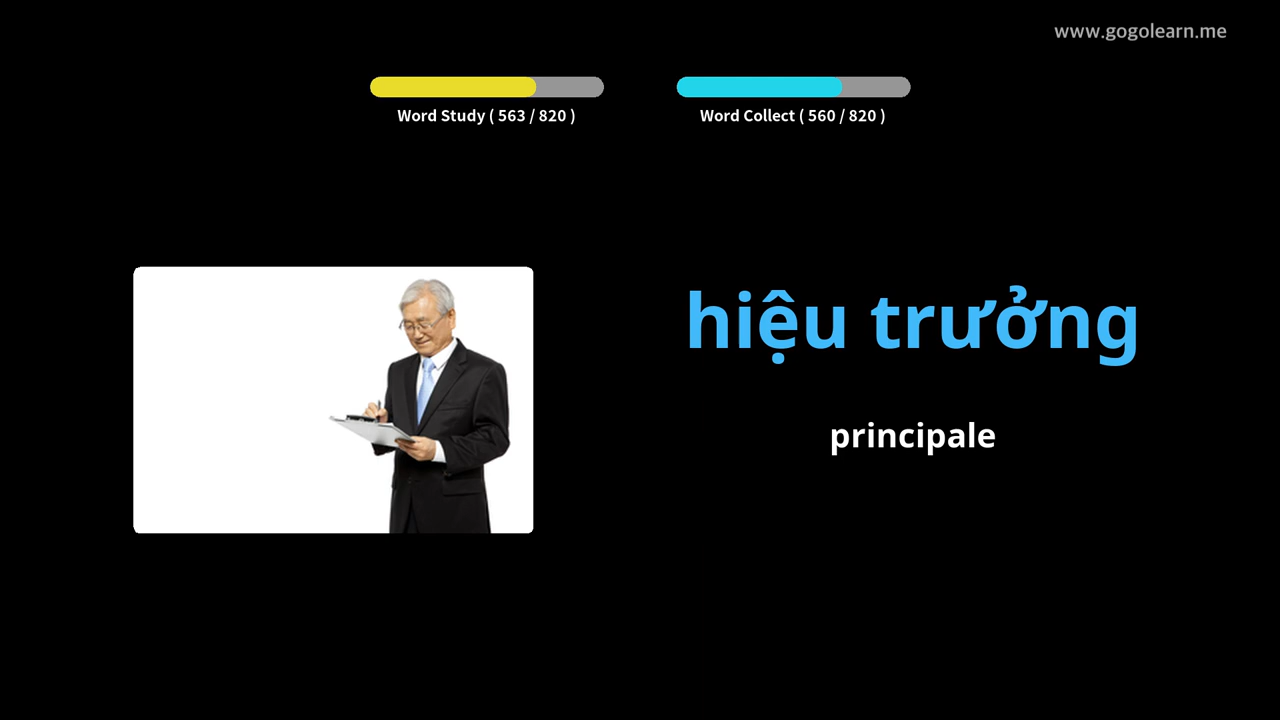 www.gogolearn.me
Word Study ( 563 / 820 )
Word Collect ( 560 / 820 )
hiệu trưởng
principale